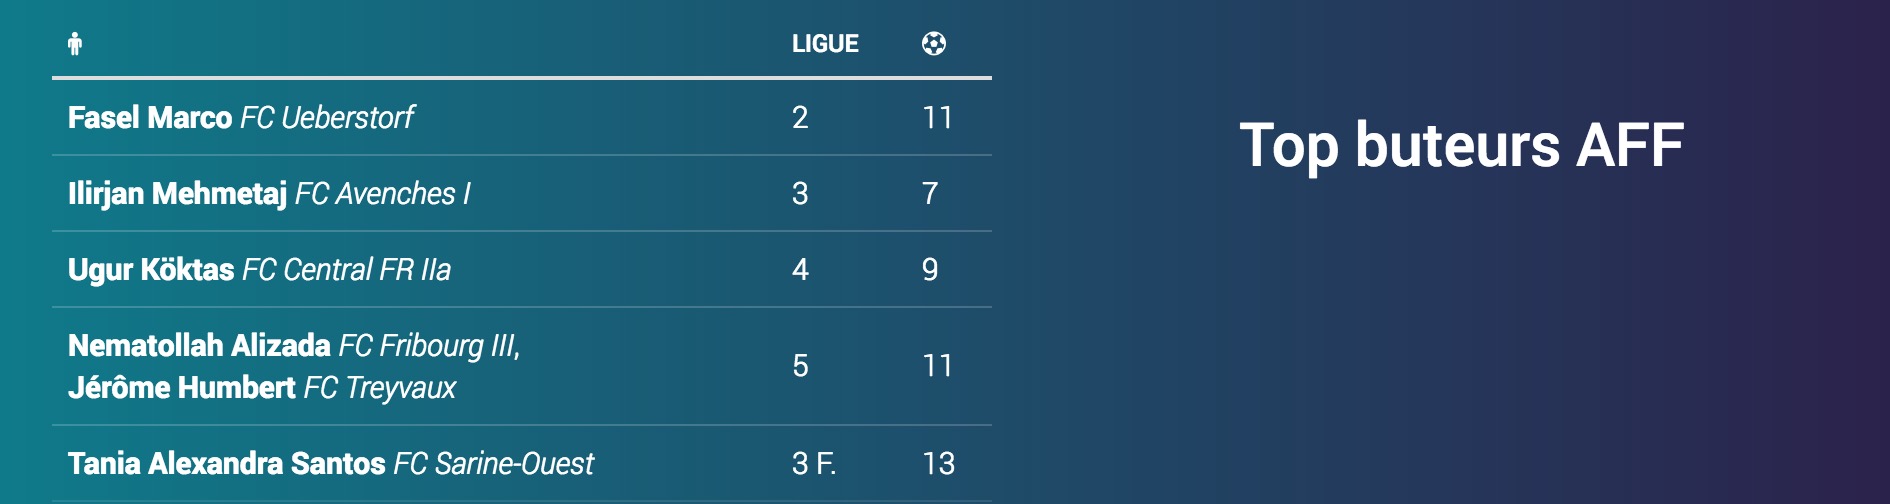 LIGUE
Fasel Marco FC Ueberstorf 2 11
Ilirjan Mehmetaj FC Avenches I 3 7
Ugur Köktas FC Central FR IIa 4 9
Nematollah Alizada FC Fribourg III,
Jérôme Humbert FC Treyvaux 5 11
Tania Alexandra Santos FC Sarine-Ouest 3 F. 13
Top buteurs AFF